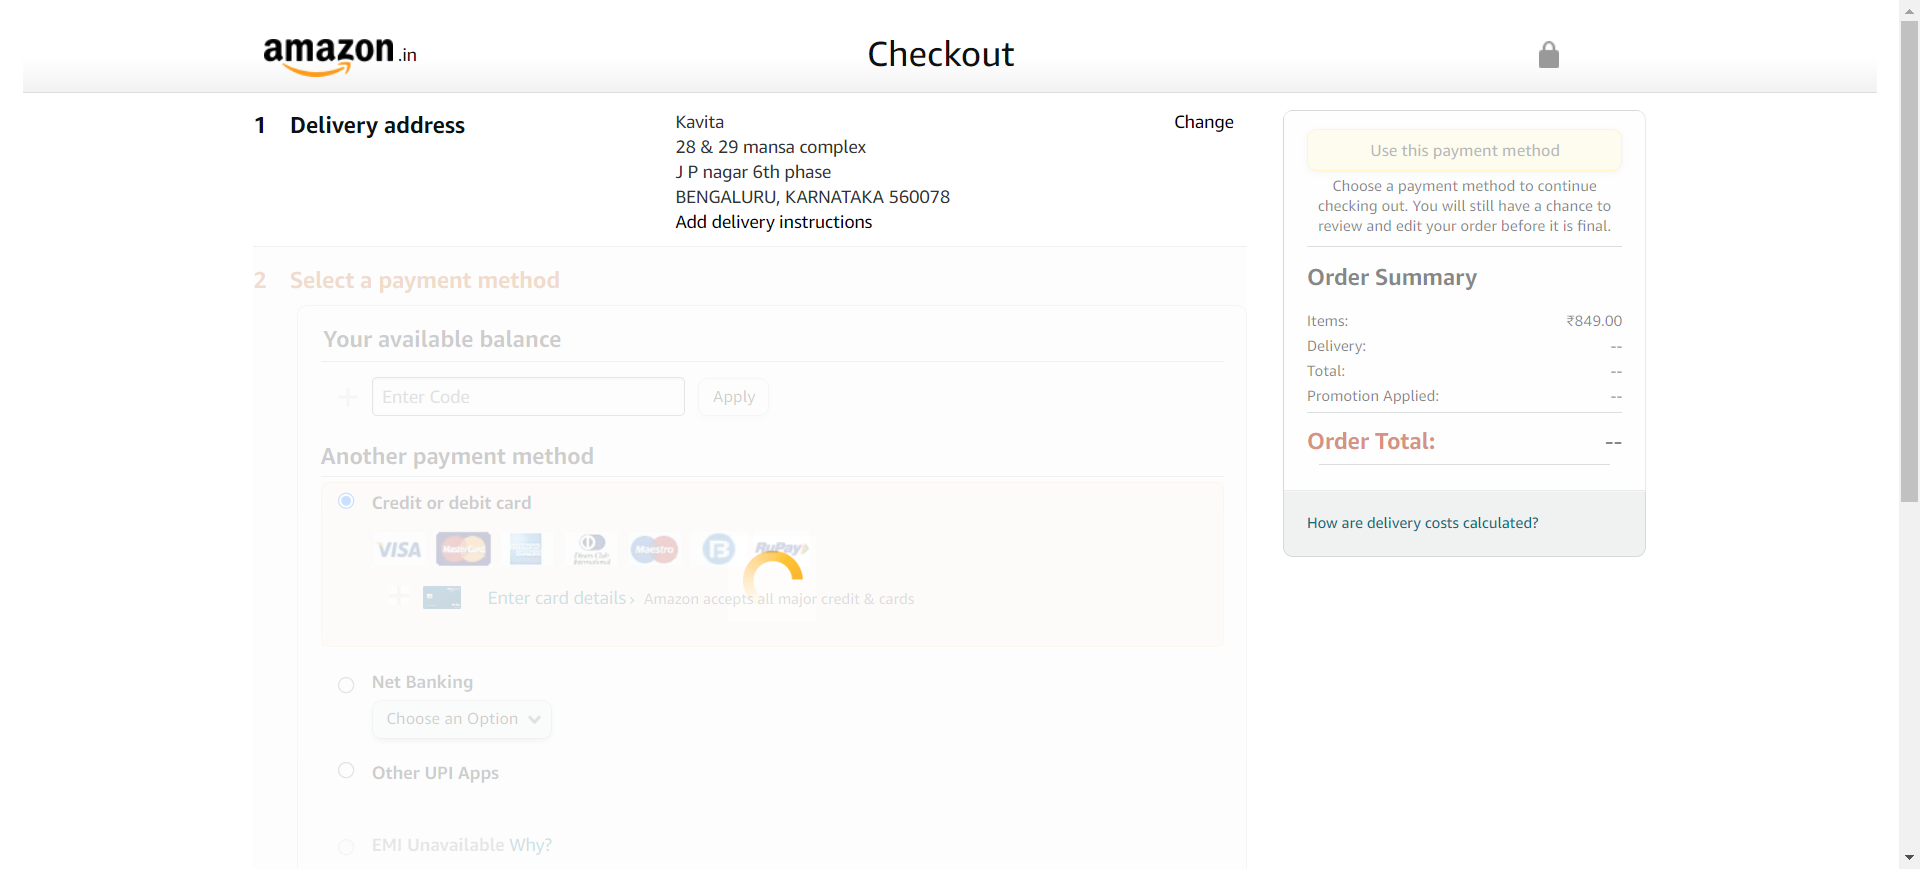 amazon.in
Checkout
1 Delivery address
Kavita
28 & 29 mansa complex
J P nagar 6th phase
BENGALURU, KARNATAKA 560078
Add delivery instructions
Change
2 Select a payment method
Your available balance
Enter Code
Apply
Another payment method
Credit or debit card
VISA
MasterCard
Diners Club
International
Maestro
B
RuPay
Enter card details › Amazon accepts all major credit & cards
Net Banking
Choose an Option
Other UPI Apps
EMI Unavailable Why?
Use this payment method
Choose a payment method to continue
checking out. You will still have a chance to
review and edit your order before it is final.
Order Summary
Items: ₹849.00
Delivery: --
Total: --
Promotion Applied: --
Order Total: --
How are delivery costs calculated?